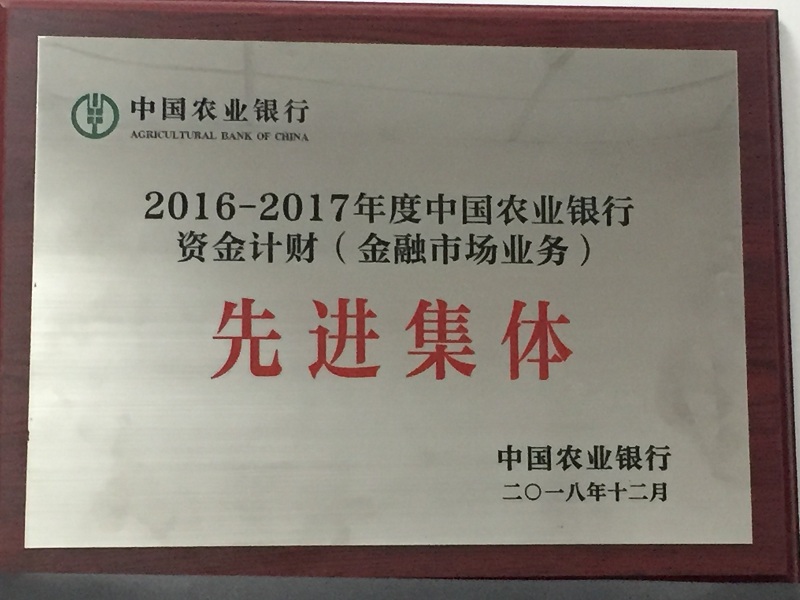 中国农业银行
AGRICULTURAL BANK OF CHINA
2016-2017年度中国农业银行
资金计财（金融市场业务）
先进集体
中国农业银行
二〇一八年十二月